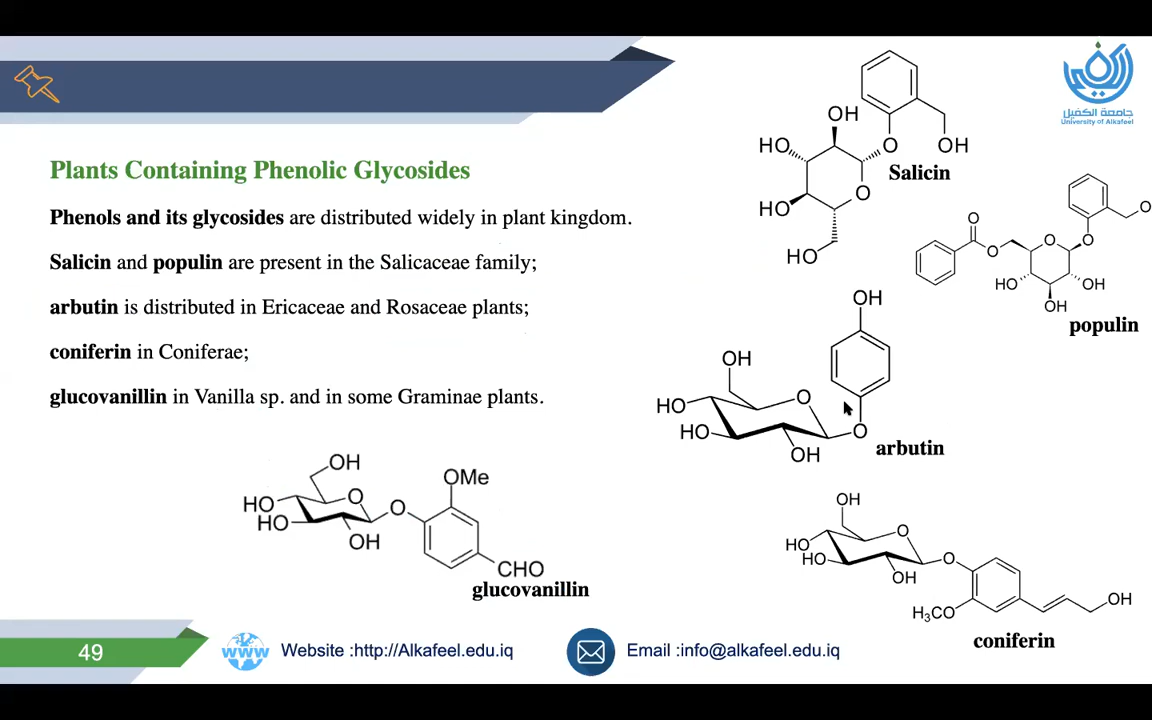 جامعة الكفيل
University of Alkafeel
Plants Containing Phenolic Glycosides
Phenols and its glycosides are distributed widely in plant kingdom.
Salicin and populin are present in the Salicaceae family;
arbutin is distributed in Ericaceae and Rosaceae plants;
coniferin in Coniferae;
glucovanillin in Vanilla sp. and in some Graminae plants.
OH
HO
O
OH
HO
O
HO
Salicin
O
O
O
O
O
HO
OH
OH
populin
OH
OH
O
HO
HO
O
OH
arbutin
OH
OMe
HO
O
O
HO
OH
CHO
glucovanillin
OH
O
HO
HO
O
OH
OH
H₃CO
coniferin
49
www
Website :http://Alkafeel.edu.iq
Email :info@alkafeel.edu.iq